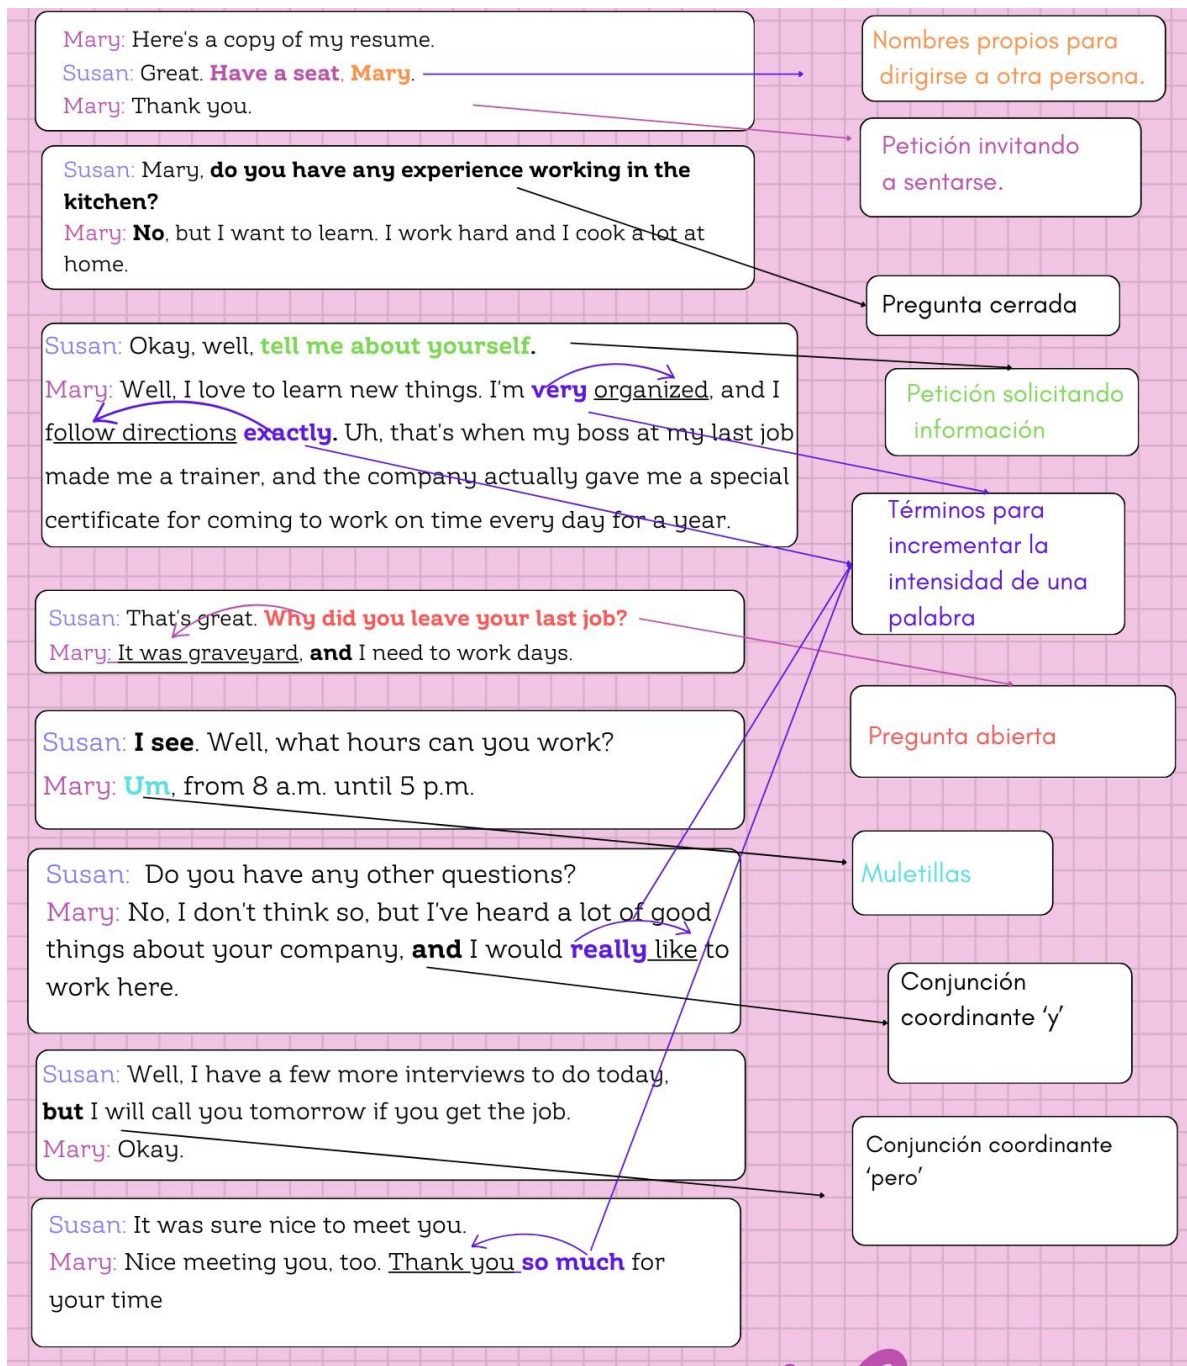 Mary: Here's a copy of my resume.
Susan: Great. Have a seat, Mary.
Mary: Thank you.
Nombres propios para
dirigirse a otra persona.
Petición invitando
a sentarse.
Susan: Mary, do you have any experience working in the
kitchen?
Mary: No, but I want to learn. I work hard and I cook a lot at
home.
Pregunta cerrada
Susan: Okay, well, tell me about yourself.
Mary: Well, I love to learn new things. I'm very organized, and I
follow directions exactly. Uh, that's when my boss at my last job
made me a trainer, and the company actually gave me a special
certificate for coming to work on time every day for a year.
Petición solicitando
información
Términos para
incrementar la
intensidad de una
palabra
Susan: That's great. Why did you leave your last job?
Mary: It was graveyard, and I need to work days.
Pregunta abierta
Susan: I see. Well, what hours can you work?
Mary: Um, from 8 a.m. until 5 p.m.
Muletillas
Susan: Do you have any other questions?
Mary: No, I don't think so, but I've heard a lot of good
things about your company, and I would really like to
work here.
Conjunción
coordinante 'y'
Susan: Well, I have a few more interviews to do today,
but I will call you tomorrow if you get the job.
Mary: Okay.
Conjunción coordinante
'pero'
Susan: It was sure nice to meet you.
Mary: Nice meeting you, too. Thank you so much for
your time